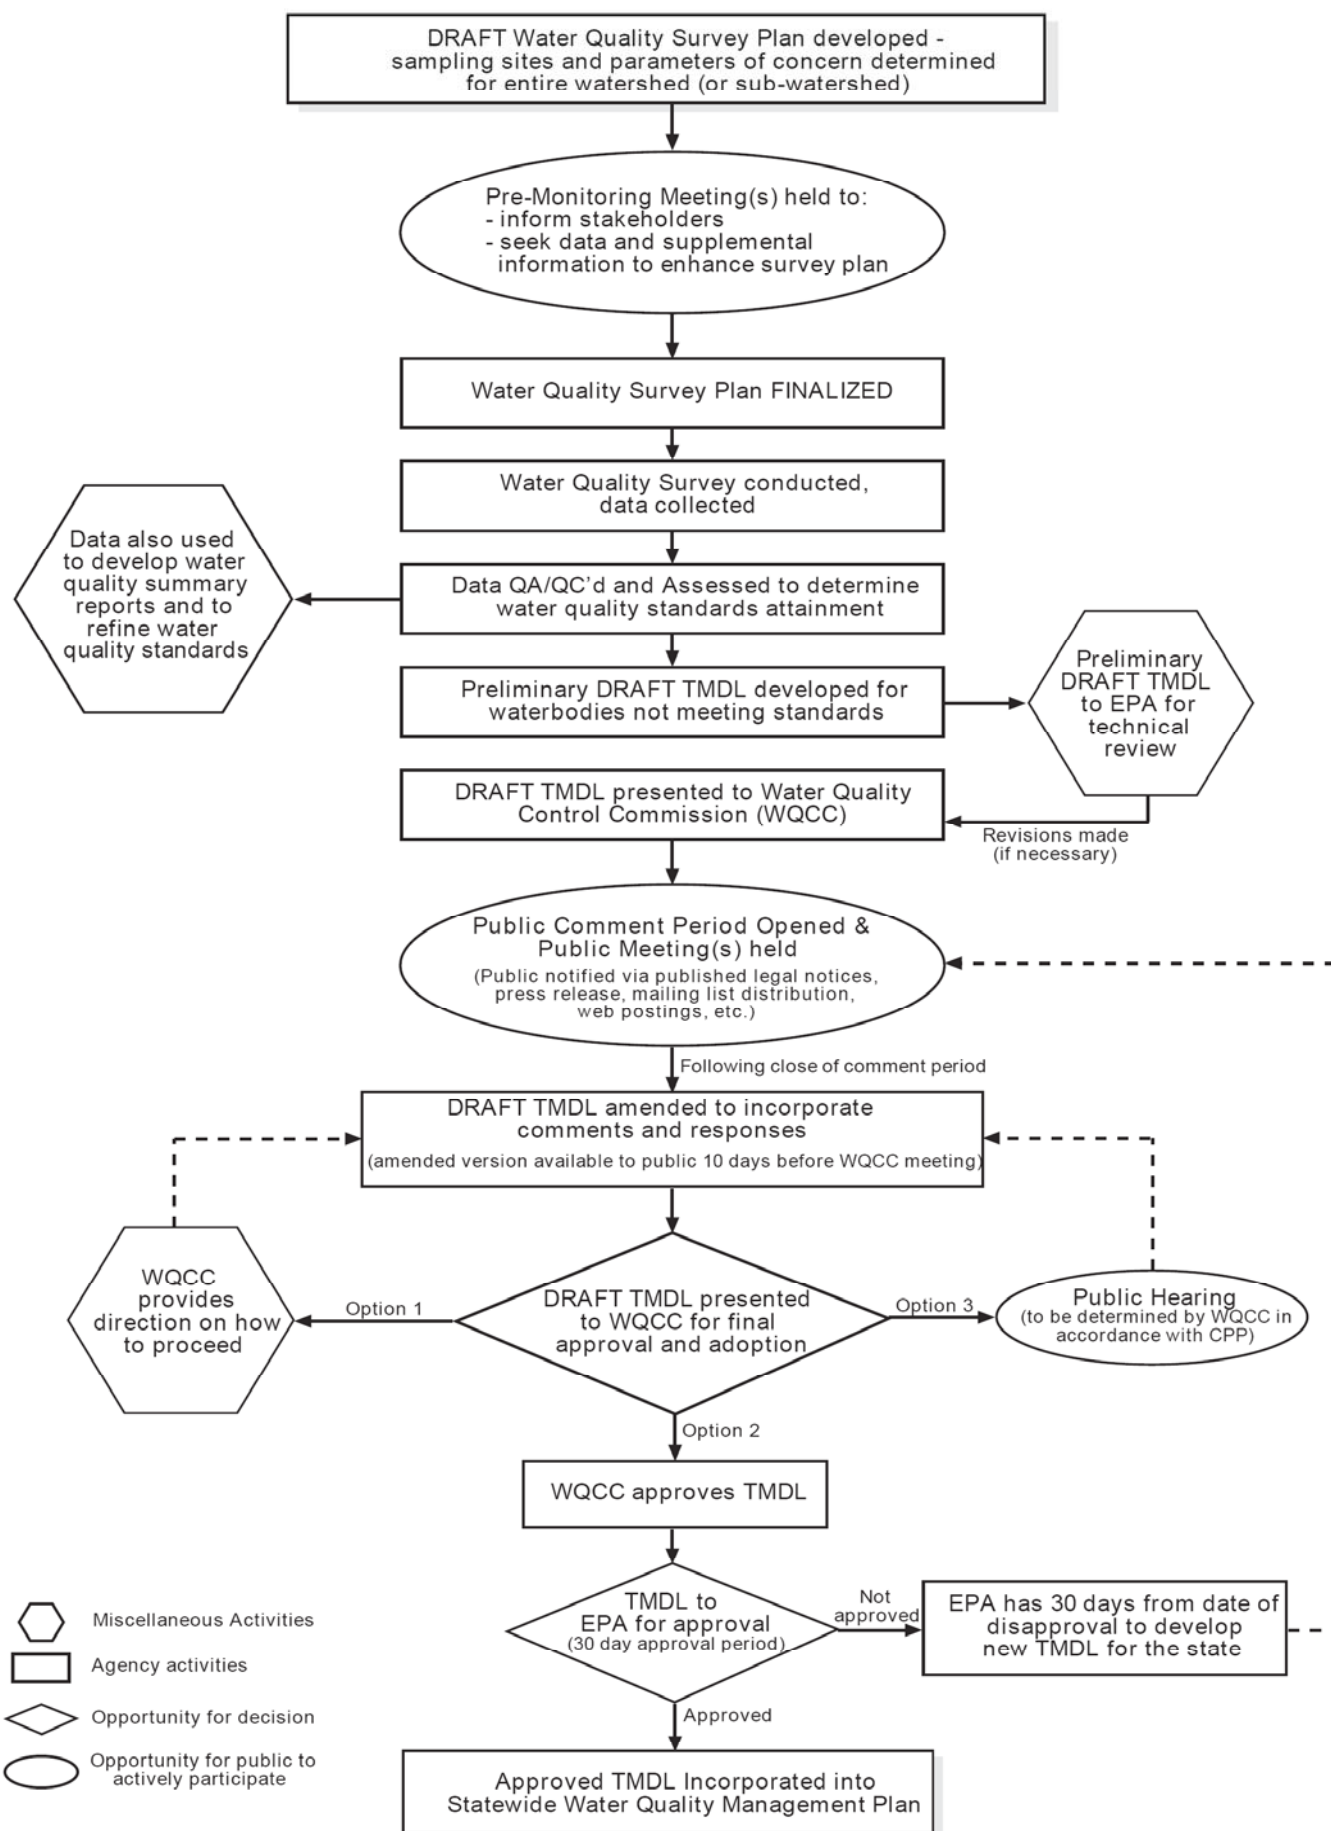 DRAFT Water Quality Survey Plan developed -
sampling sites and parameters of concern determined
for entire watershed (or sub-watershed)
Pre-Monitoring Meeting(s) held to:
- inform stakeholders
- seek data and supplemental
information to enhance survey plan
Water Quality Survey Plan FINALIZED
Water Quality Survey conducted,
data collected
Data also used
to develop water
quality summary
reports and to
refine water
quality standards
Data QA/QC'd and Assessed to determine
water quality standards attainment
Preliminary DRAFT TMDL developed for
waterbodies not meeting standards
Preliminary
DRAFT TMDL
to EPA for
technical
review
DRAFT TMDL presented to Water Quality
Control Commission (WQCC)
Revisions made
(if necessary)
Public Comment Period Opened &
Public Meeting(s) held
(Public notified via published legal notices,
press release, mailing list distribution,
web postings, etc.)
Following close of comment period
DRAFT TMDL amended to incorporate
comments and responses
(amended version available to public 10 days before WQCC meeting)
WQCC
provides
direction on how
to proceed
Option 1
DRAFT TMDL presented
to WQCC for final
approval and adoption
Option 3
Public Hearing
(to be determined by WQCC in
accordance with CPP)
Option 2
WQCC approves TMDL
TMDL to
EPA for approval
(30 day approval period)
Not
approved
EPA has 30 days from date of
disapproval to develop
new TMDL for the state
Approved
Approved TMDL Incorporated into
Statewide Water Quality Management Plan
Miscellaneous Activities
Agency activities
Opportunity for decision
Opportunity for public to
actively participate